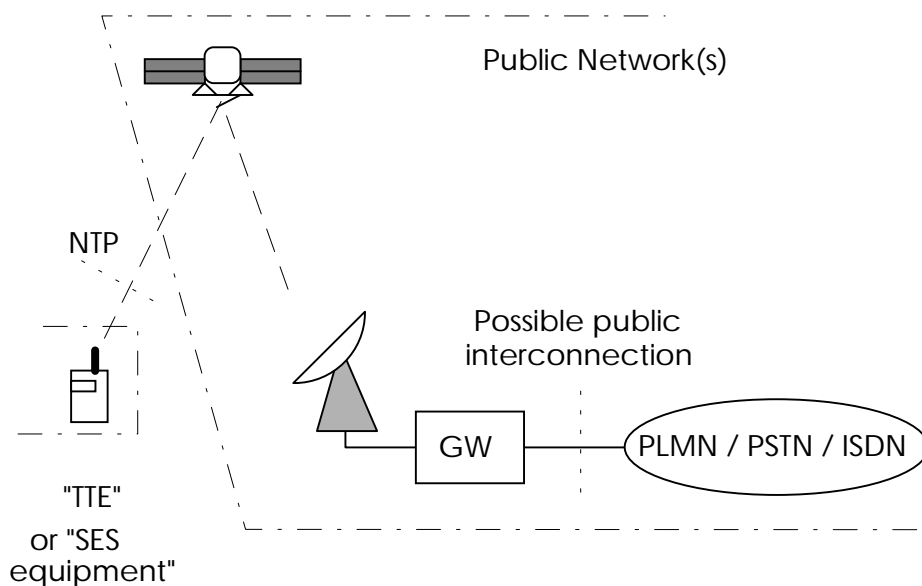 Public Network(s)
NTP
Possible public
interconnection
GW
PLMN / PSTN / ISDN
"TTE"
or "SES
equipment"